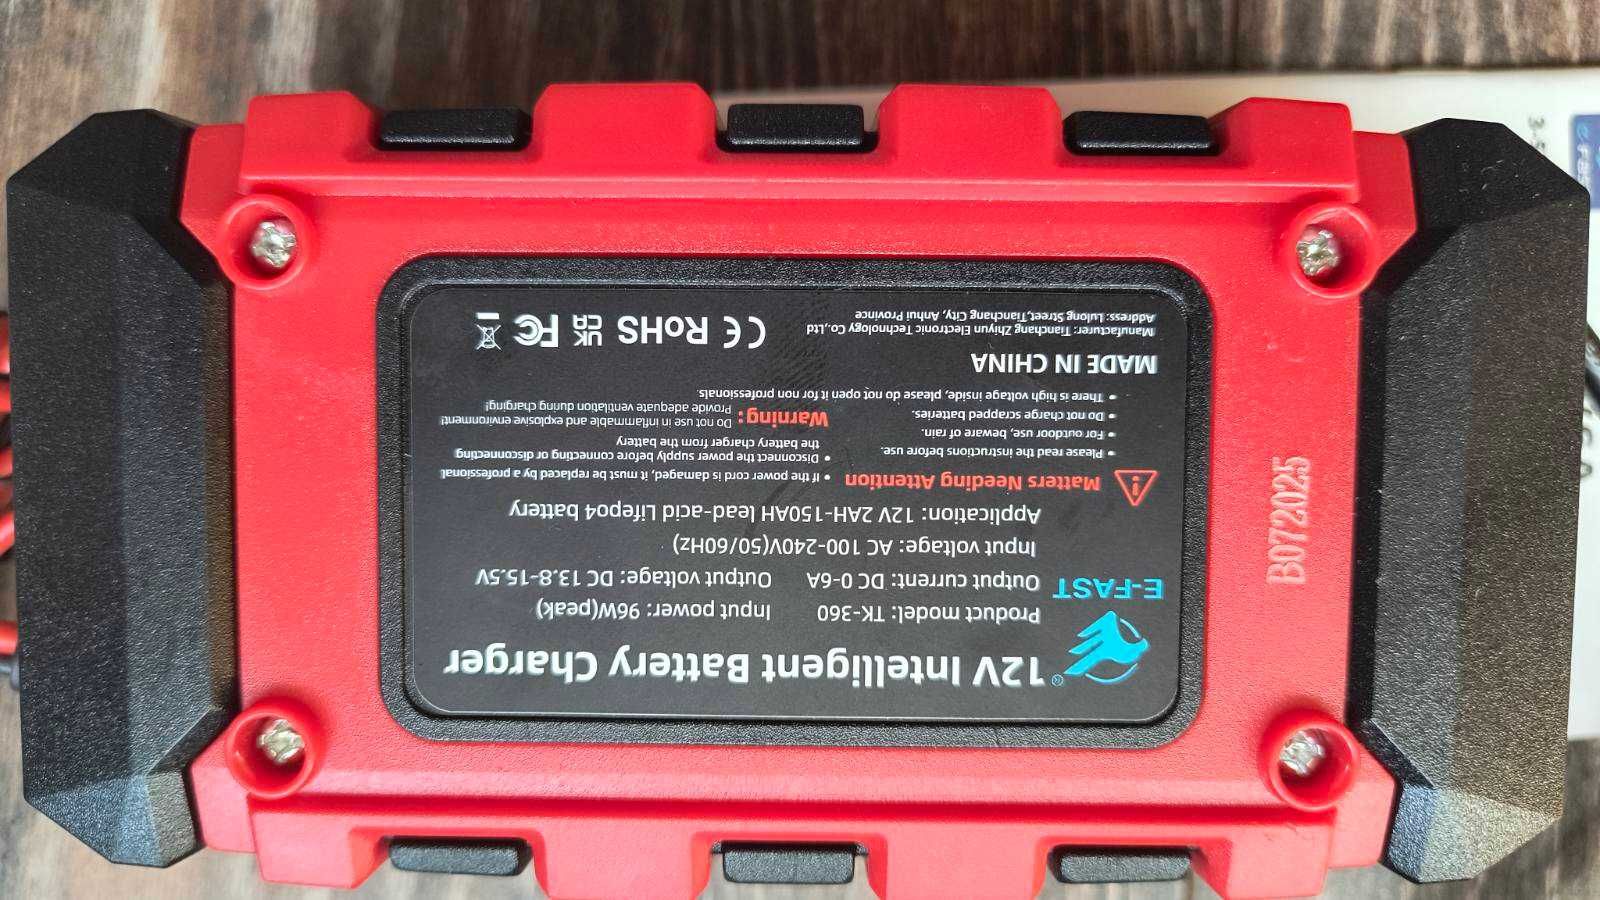 12V Intelligent Battery Charger
®
E-FAST
Product model: TK-360 Input power: 96W(peak)
Output current: DC 0-6A Output voltage: DC 13.8-15.5V
Input voltage: AC 100-240V(50/60HZ)
Application: 12V 2AH-150AH lead-acid Lifepo4 battery
Matters Needing Attention
• Please read the instructions before use.
• For outdoor use, beware of rain.
• Do not charge scrapped batteries.
• There is high voltage inside, please do not open it for non professionals.
• If the power cord is damaged, it must be replaced by a professional
• Disconnect the power supply before connecting or disconnecting
the battery charger from the battery
Warning: Do not use in inflammable and explosive environment!
Provide adequate ventilation during charging!
MADE IN CHINA
Manufacturer: Tianchang Zhiyun Electronic Technology Co,.Ltd
Address: Lulong Street,Tianchang City, Anhui Province
CE RoHS UK CA FC
B072025